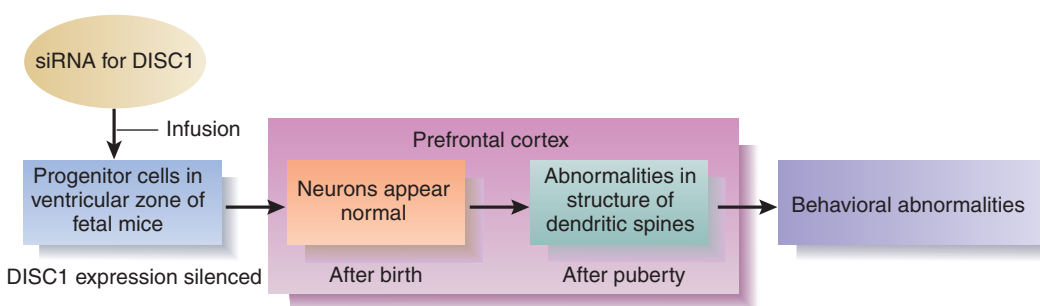 siRNA for DISC1
Infusion
Progenitor cells in
ventricular zone of
fetal mice
DISC1 expression silenced
Prefrontal cortex
Neurons appear
normal
After birth
Abnormalities in
structure of
dendritic spines
After puberty
Behavioral abnormalities